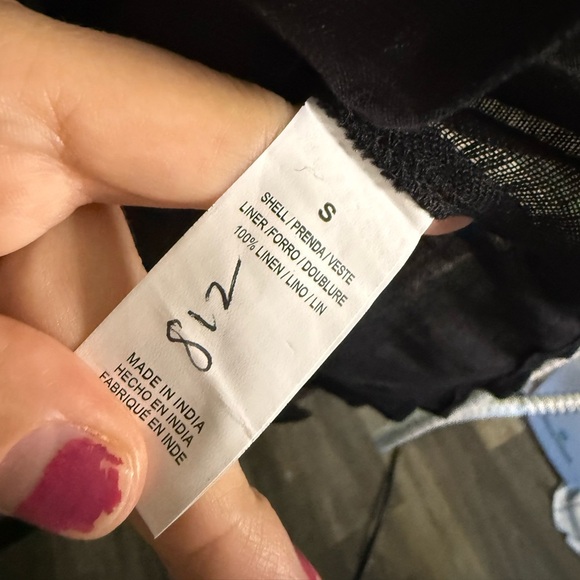 S
SHELL / PRENDA / VESTE
LINER / FORRO / DOUBLURE
100% LINEN / LINO / LIN
812
MADE IN INDIA
HECHO EN INDIA
FABRIQUÉ EN INDE